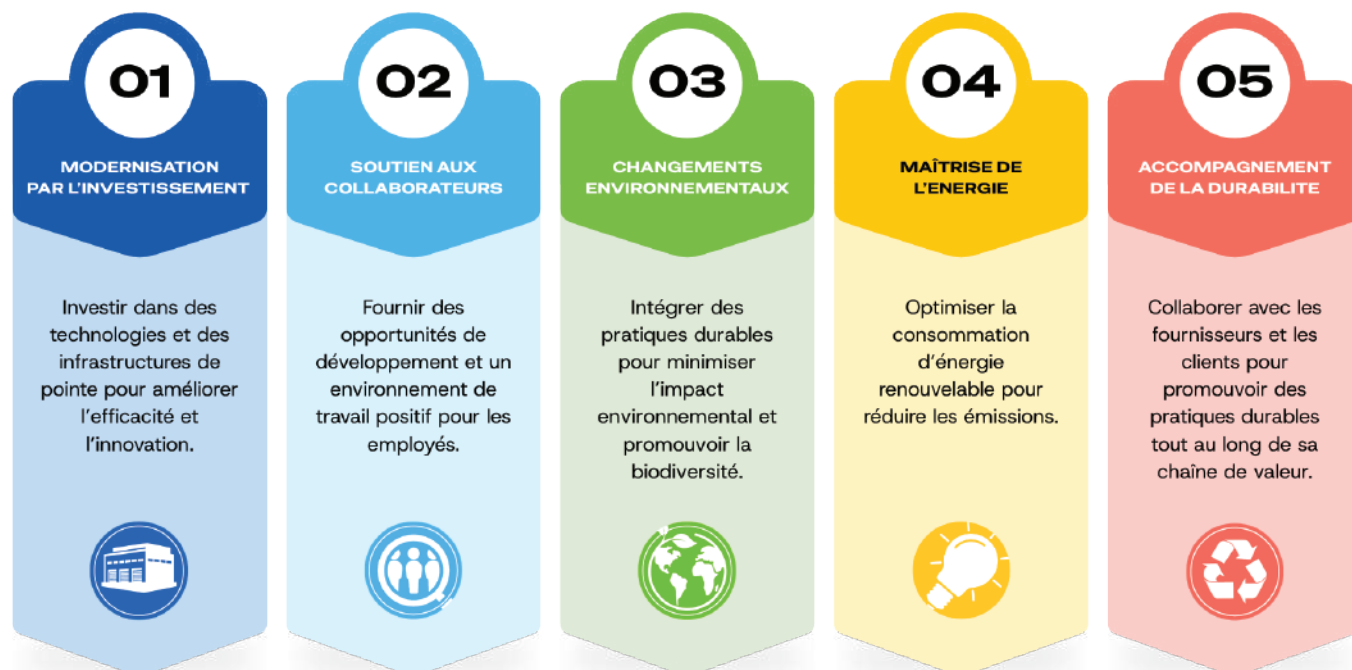 01
MODERNISATION
PAR L'INVESTISSEMENT
Investir dans des
technologies et des
infrastructures de
pointe pour améliorer
l'efficacité et
l'innovation.
02
SOUTIEN AUX
COLLABORATEURS
Fournir des
opportunités de
développement et un
environnement de
travail positif pour les
employés.
03
CHANGEMENTS
ENVIRONNEMENTAUX
Intégrer des
pratiques durables
pour minimiser
l'impact
environnemental et
promouvoir la
biodiversité.
04
MAÎTRISE DE
L'ENERGIE
Optimiser la
consommation
d'énergie
renouvelable pour
réduire les émissions.
05
ACCOMPAGNEMENT
DE LA DURABILITE
Collaborer avec les
fournisseurs et les
clients pour
promouvoir des
pratiques durables
tout au long de sa
chaîne de valeur.